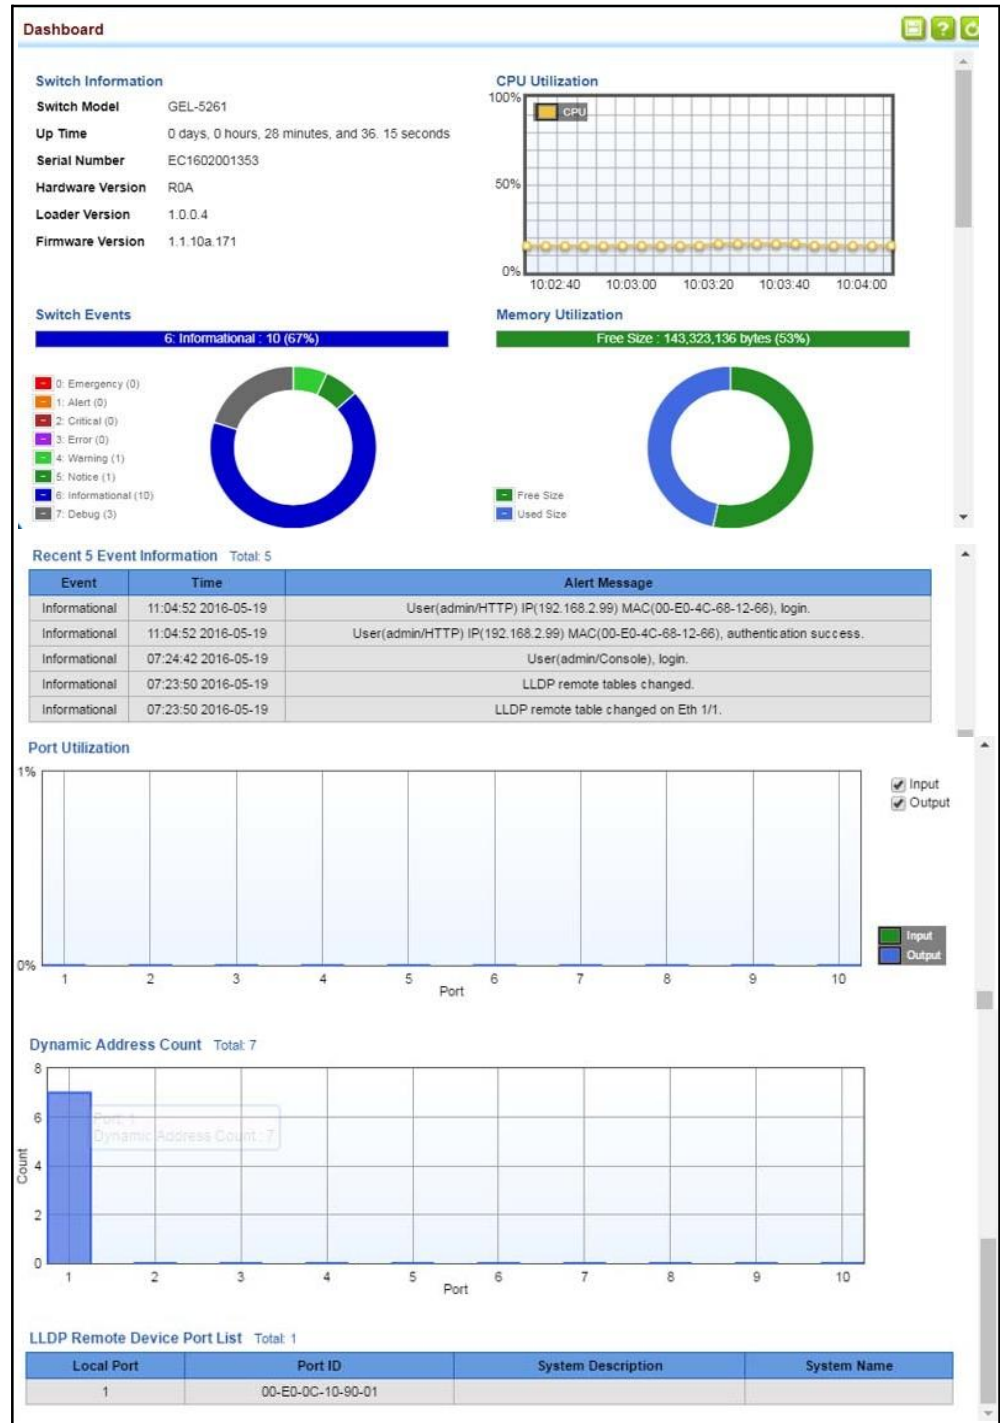 Dashboard
Switch Information
Switch Model GEL-5261
Up Time 0 days, 0 hours, 28 minutes, and 36. 15 seconds
Serial Number EC1602001353
Hardware Version R0A
Loader Version 1.0.0.4
Firmware Version 1.1.10a.171
CPU Utilization
100%
CPU
50%
0%
10:02:40 10:03:00 10:03:20 10:03:40 10:04:00
Switch Events
6: Informational : 10 (67%)
0: Emergency (0)
1: Alert (0)
2: Critical (0)
3: Error (0)
4: Warning (1)
5: Notice (1)
6: Informational (10)
7: Debug (3)
Memory Utilization
Free Size : 143,323,136 bytes (53%)
Free Size
Used Size
Recent 5 Event Information Total: 5
Event Time Alert Message
Informational 11:04:52 2016-05-19 User(admin/HTTP) IP(192.168.2.99) MAC(00-E0-4C-68-12-66), login.
Informational 11:04:52 2016-05-19 User(admin/HTTP) IP(192.168.2.99) MAC(00-E0-4C-68-12-66), authentication success.
Informational 07:24:42 2016-05-19 User(admin/Console), login.
Informational 07:23:50 2016-05-19 LLDP remote tables changed.
Informational 07:23:50 2016-05-19 LLDP remote table changed on Eth 1/1.
Port Utilization
1%
Input
Output
Input
Output
0%
1 2 3 4 5 6 7 8 9 10
Port
Dynamic Address Count Total: 7
8
6
4
2
0
Count
Port: 1
Dynamic Address Count : 7
1 2 3 4 5 6 7 8 9 10
Port
LLDP Remote Device Port List Total: 1
Local Port Port ID System Description System Name
1 00-E0-0C-10-90-01